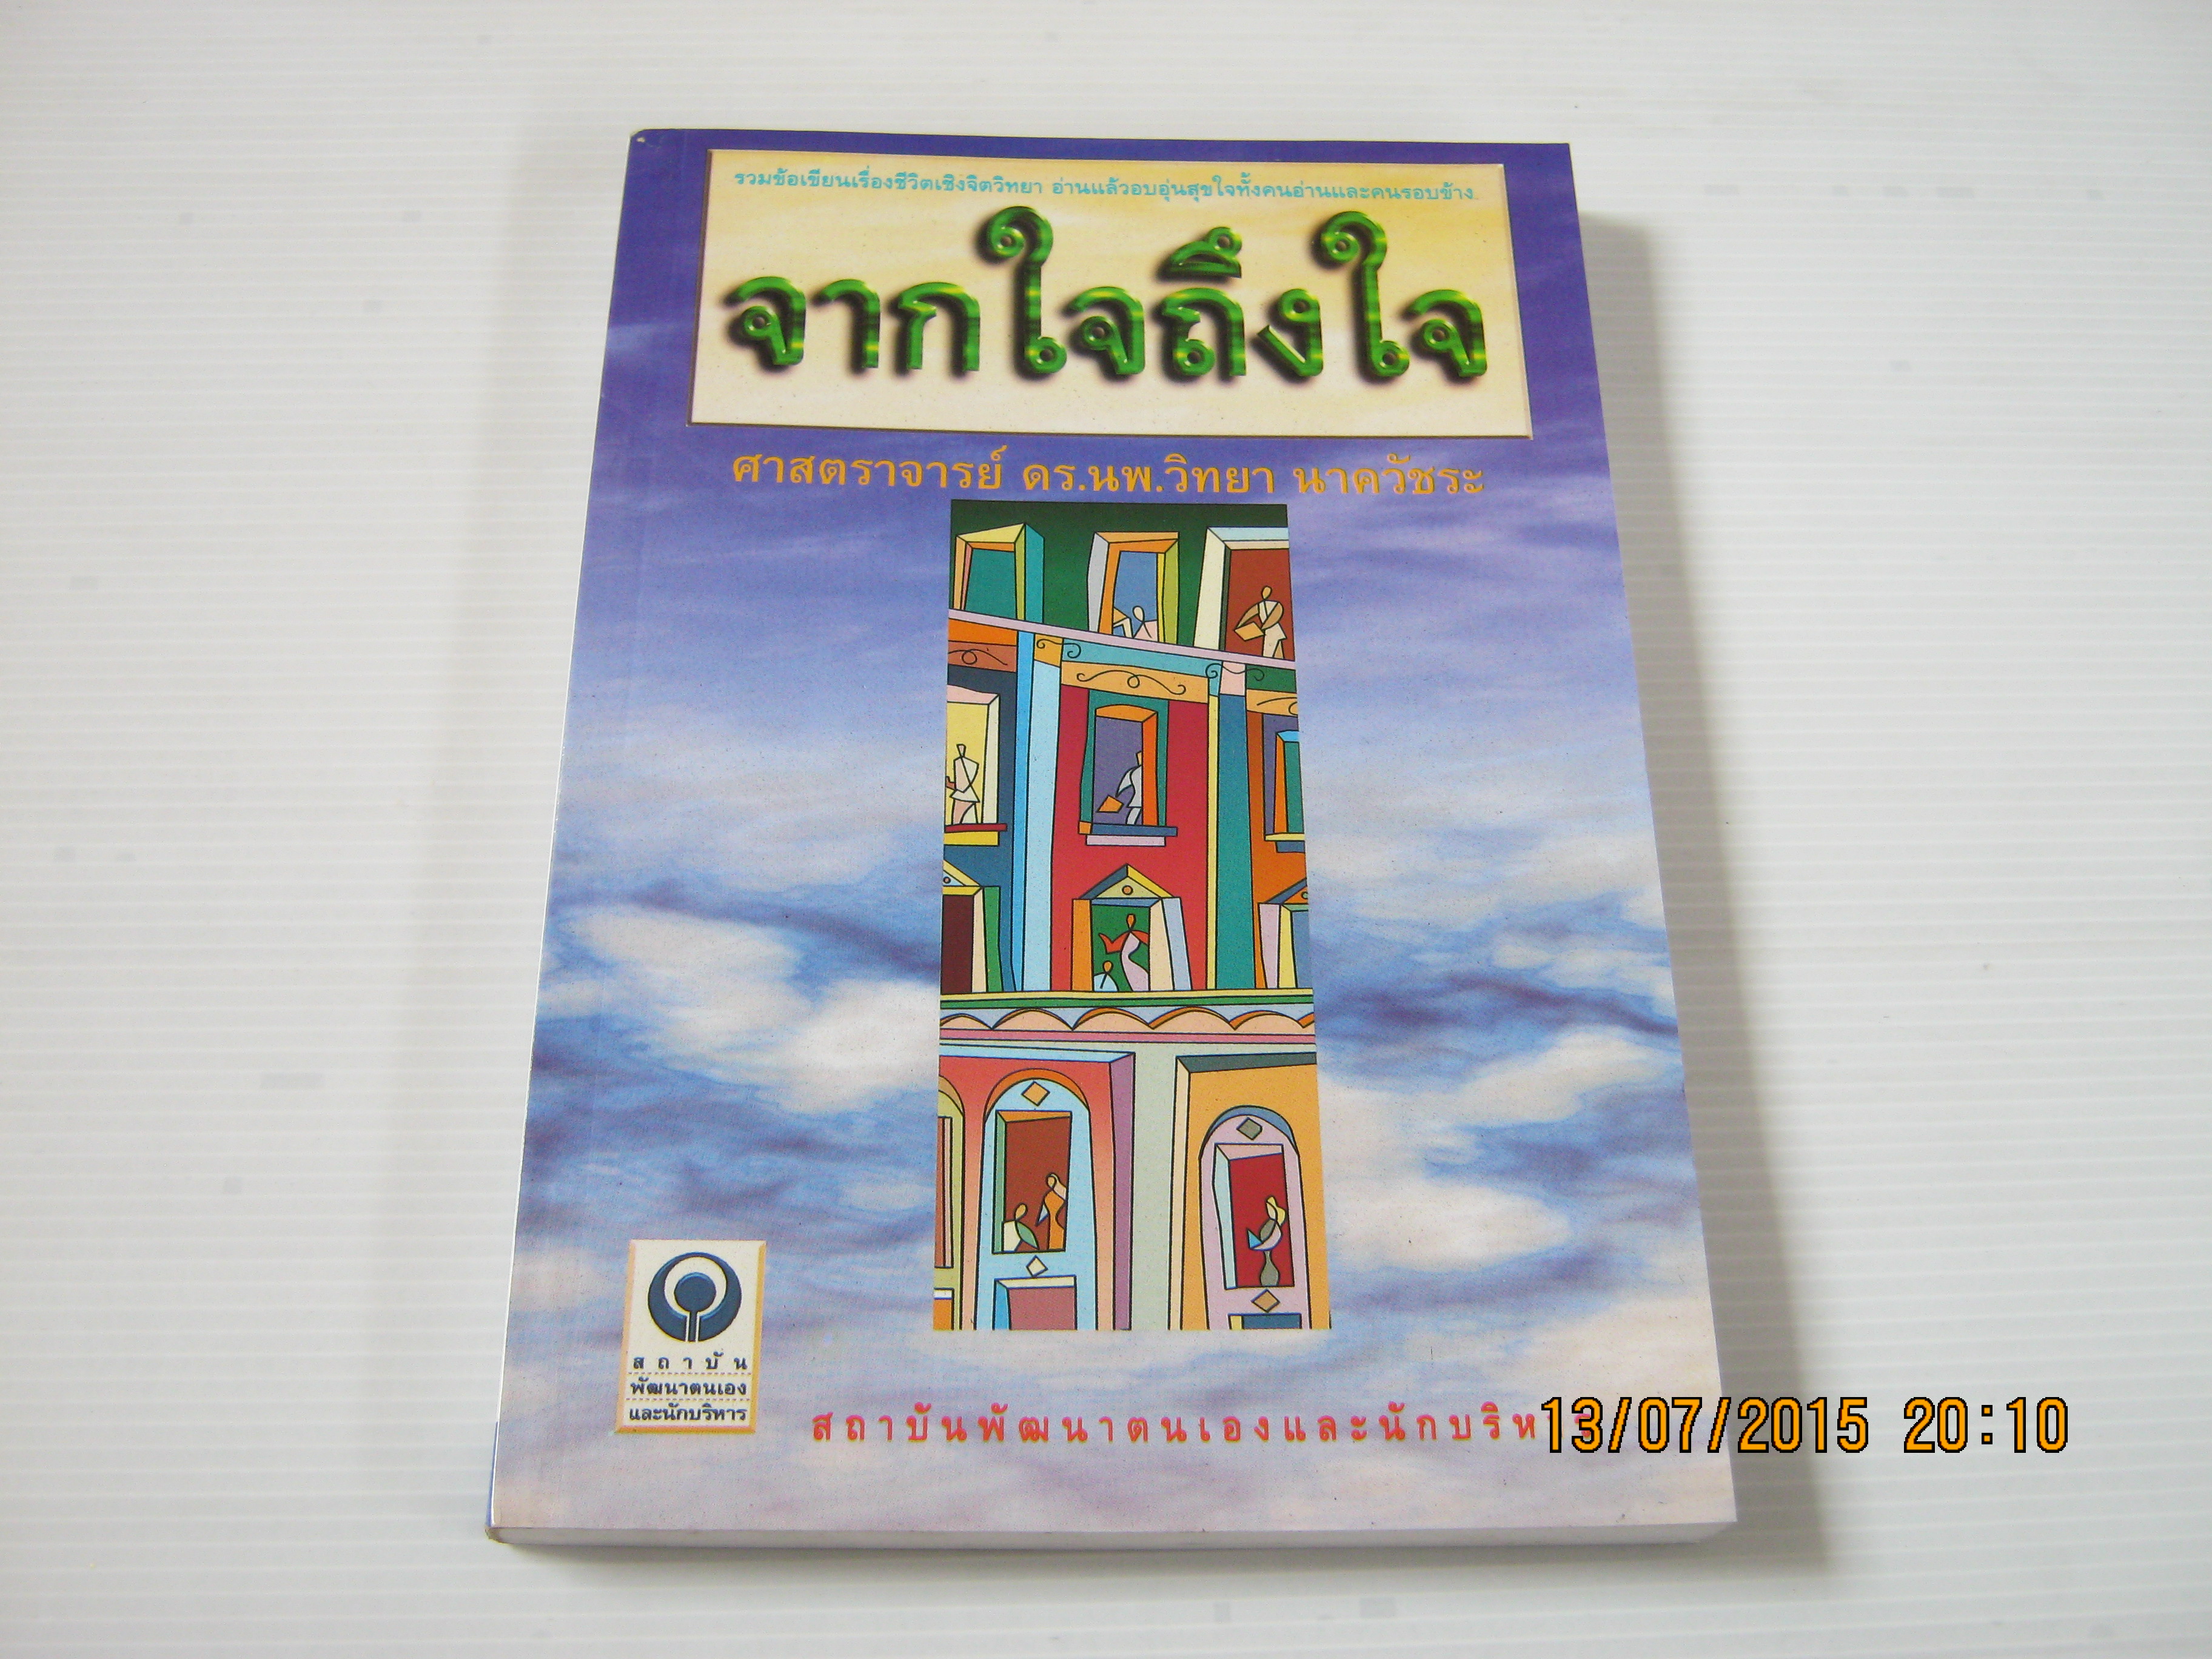 รวมข้อเขียนเรื่องชีวิตเชิงจิตวิทยา อ่านแล้วอบอุ่นสุขใจทั้งคนอ่านและคนรอบข้าง..
จากใจถึงใจ
ศาสตราจารย์ ดร.นพ.วิทยา นาควัชระ
สถาบัน
พัฒนาตนเอง
และนักบริหาร
สถาบันพัฒนาตนเองและนักบริหาร
13/07/2015 20:10